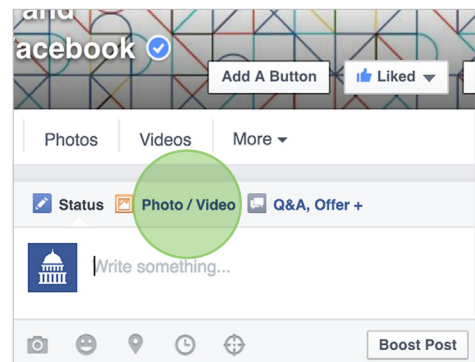 and
acebook
Add A Button
Liked
Photos Videos More
Status Photo / Video Q&A, Offer +
Write something...
Boost Post